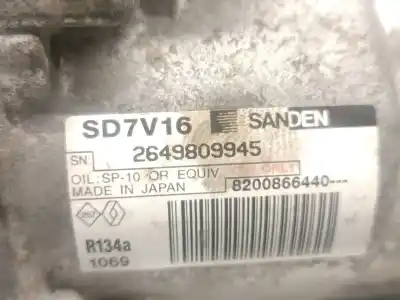 SD7V16 SANDEN
SN 2649809945
OIL:SP-10 OR EQUIV ONLY
MADE IN JAPAN 8200866440---
R134a
1069